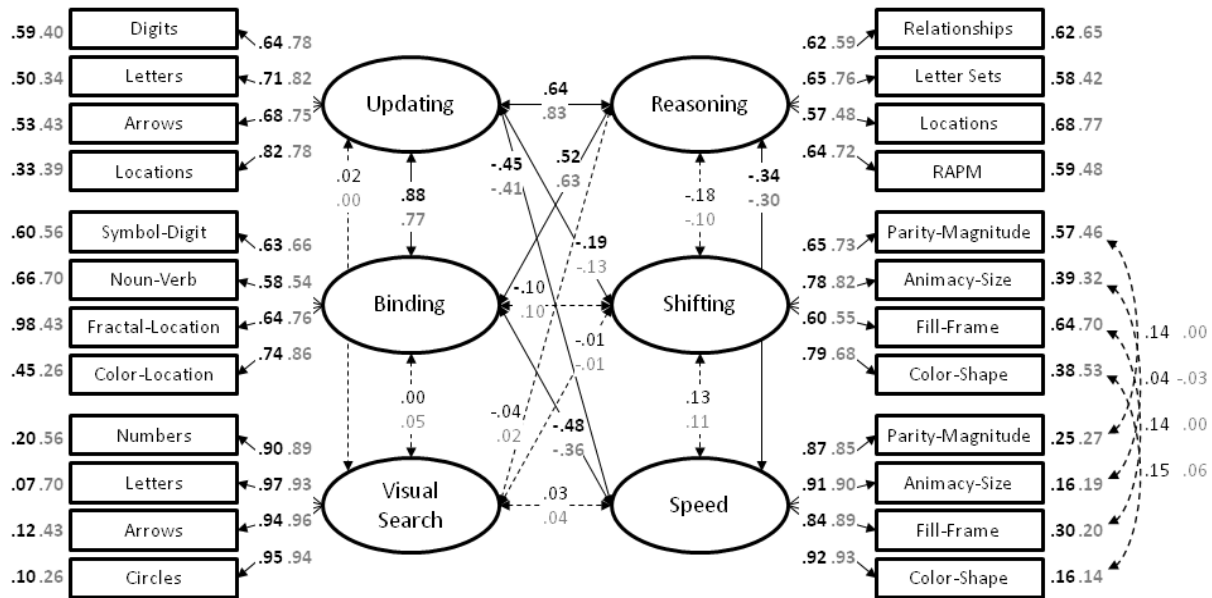 .59 .40 Digits .64 .78
.50 .34 Letters .71 .82
.53 .43 Arrows .68 .75
.33 .39 Locations .82 .78
.60 .56 Symbol-Digit .63 .66
.66 .70 Noun-Verb .58 .54
.98 .43 Fractal-Location .64 .76
.45 .26 Color-Location .74 .86
.20 .56 Numbers .90 .89
.07 .70 Letters .97 .93
.12 .43 Arrows .94 .96
.10 .26 Circles .95 .94
Updating
Binding
Visual
Search
Reasoning
Shifting
Speed
.64
.83
.52
.63
-.45
-.41
.02
.00
.88
.77
-.18
-.10
-.34
-.30
-.19
-.13
-.10
.10
-.01
-.01
.00
.05
-.04
.02
-.48
-.36
.13
.11
.03
.04
.62 .59 Relationships .62 .65
.65 .76 Letter Sets .58 .42
.57 .48 Locations .68 .77
.64 .72 RAPM .59 .48
.65 .73 Parity-Magnitude .57 .46
.78 .82 Animacy-Size .39 .32
.60 .55 Fill-Frame .64 .70
.79 .68 Color-Shape .38 .53
.87 .85 Parity-Magnitude .25 .27
.91 .90 Animacy-Size .16 .19
.84 .89 Fill-Frame .30 .20
.92 .93 Color-Shape .16 .14
.14 .00
.04 -.03
.14 .00
.15 .06